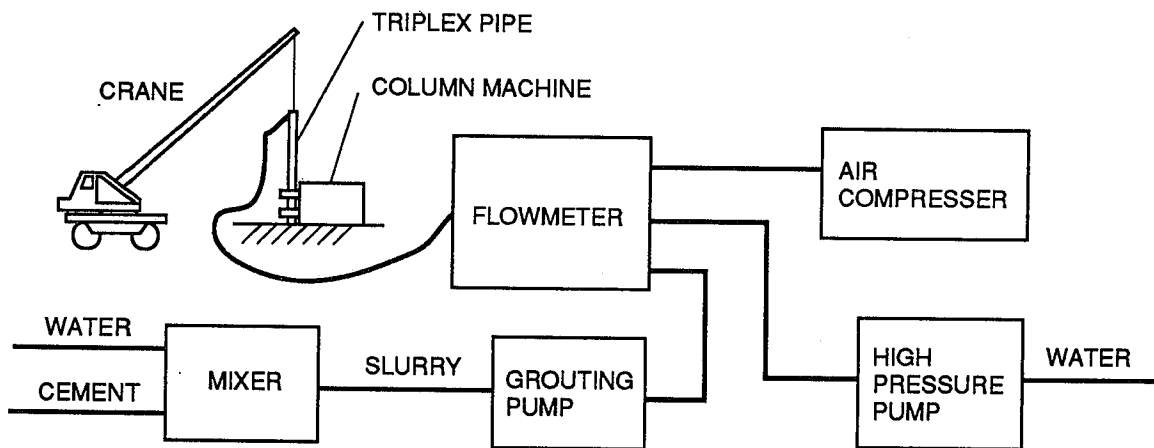 TRIPLEX PIPE
CRANE
COLUMN MACHINE
FLOWMETER
AIR
COMPRESSER
WATER
CEMENT
MIXER
SLURRY
GROUTING
PUMP
HIGH
PRESSURE
PUMP
WATER